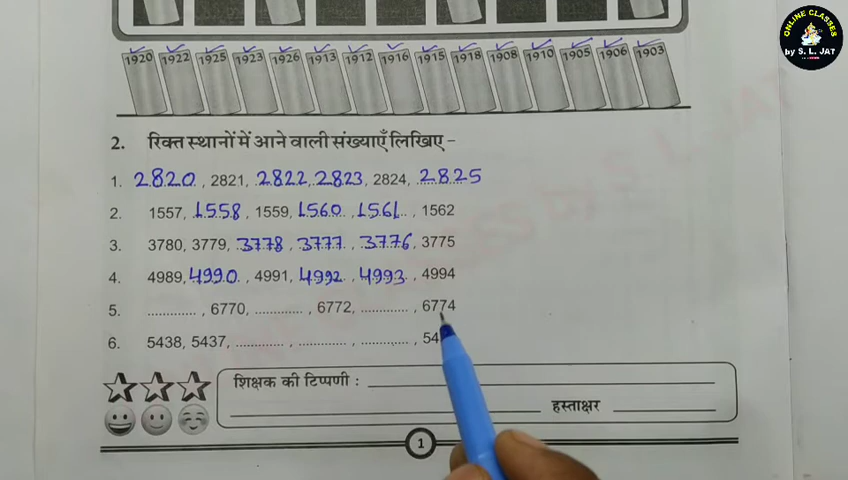 ONLINE CLASSES
by S. L. JAT
1920 1922 1925 1923 1926 1913 1912 1916 1915 1918 1908 1910 1905 1906 1903
2. रिक्त स्थानों में आने वाली संख्याएँ लिखिए –
1. 2820 , 2821, 2822, 2823, 2824, 2825
2. 1557, 1558 , 1559, 1560 , 1561 , 1562
3. 3780, 3779, 3778 , 3777 , 3776, 3775
4. 4989, 4990 , 4991, 4992 , 4993 , 4994
5. ............. , 6770, ............. , 6772, ............. , 6774
6. 5438, 5437, ............. , ............. , ............. , 54
शिक्षक की टिप्पणी :
हस्ताक्षर
1